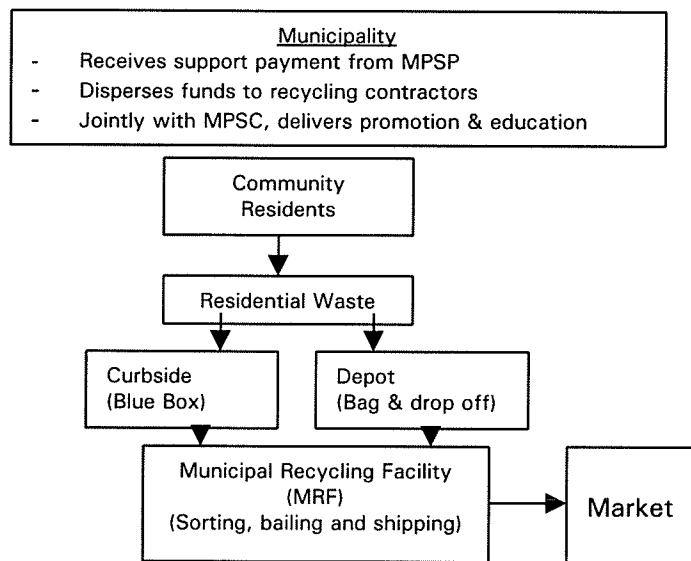 Municipality
- Receives support payment from MPSP
- Disperses funds to recycling contractors
- Jointly with MPSC, delivers promotion & education
Community
Residents
Residential Waste
Curbside
(Blue Box)
Depot
(Bag & drop off)
Municipal Recycling Facility
(MRF)
(Sorting, bailing and shipping)
Market